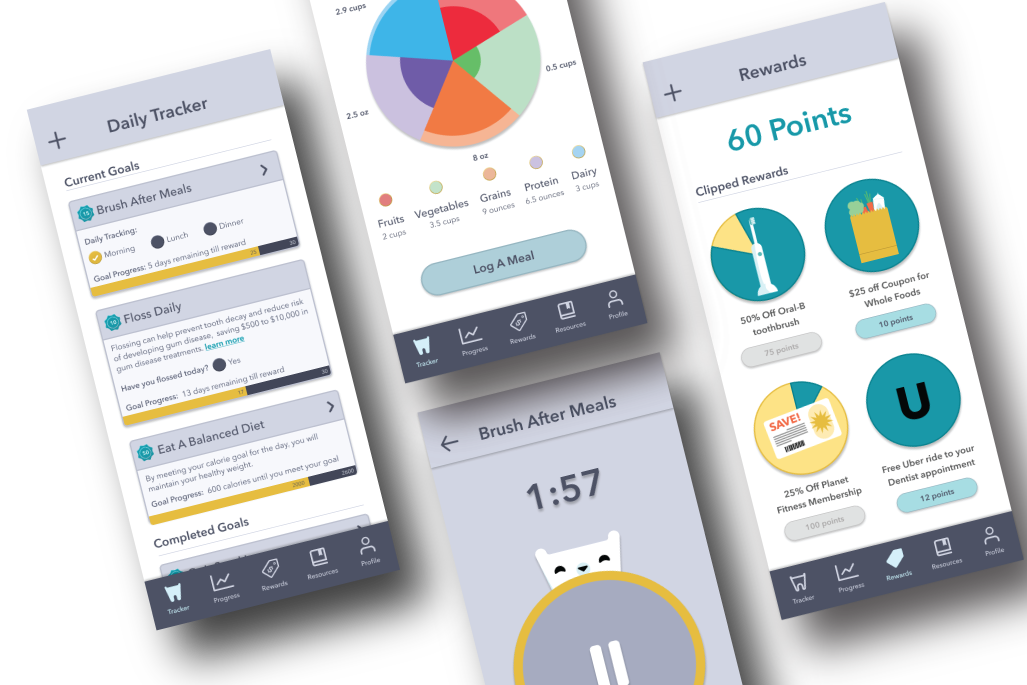 Daily Tracker
Current Goals
15
Brush After Meals
Daily Tracking:
Morning
Lunch
Dinner
Goal Progress: 5 days remaining till reward
25
30
10
Floss Daily
Flossing can help prevent tooth decay and reduce risk
of developing gum disease, saving $500 to $10,000 in
gum disease treatments. learn more
Have you flossed today?
Yes
Goal Progress: 13 days remaining till reward
17
30
50
Eat A Balanced Diet
By meeting your calorie goal for the day, you will
maintain your healthy weight.
Goal Progress: 600 calories until you meet your goal
2000
2600
Completed Goals
Tracker
Progress
Rewards
Resources
Profile
2.9 cups
0.5 cups
2.5 oz
8 oz
Fruits
2 cups
Vegetables
3.5 cups
Grains
9 ounces
Protein
6.5 ounces
Dairy
3 cups
Log A Meal
Tracker
Progress
Rewards
Resources
Profile
Brush After Meals
1:57
Rewards
60 Points
Clipped Rewards
50% Off Oral-B
toothbrush
75 points
$25 off Coupon for
Whole Foods
10 points
SAVE!
25% Off Planet
Fitness Membership
100 points
U
Free Uber ride to your
Dentist appointment
12 points
Tracker
Progress
Rewards
Resources
Profile